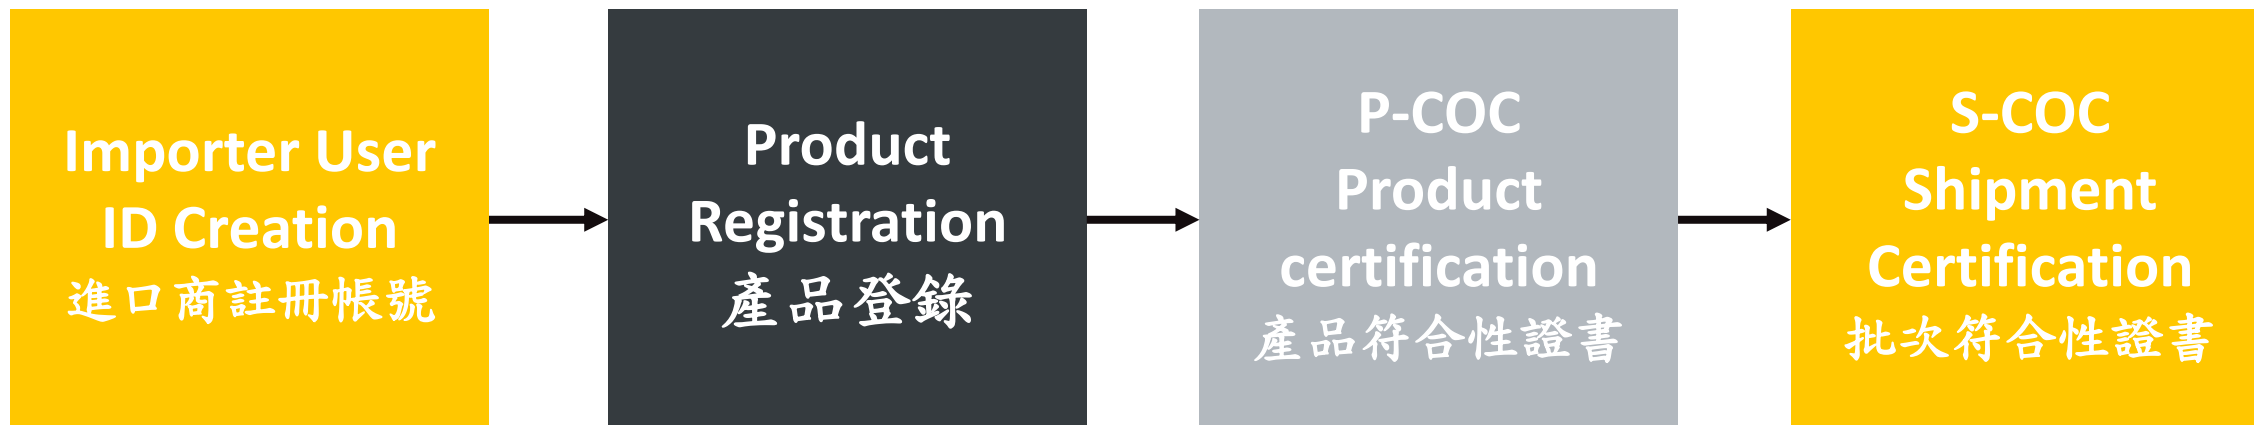 Importer User
ID Creation
進口商註冊帳號
Product
Registration
產品登錄
P-COC
Product
certification
產品符合性證書
S-COC
Shipment
Certification
批次符合性證書